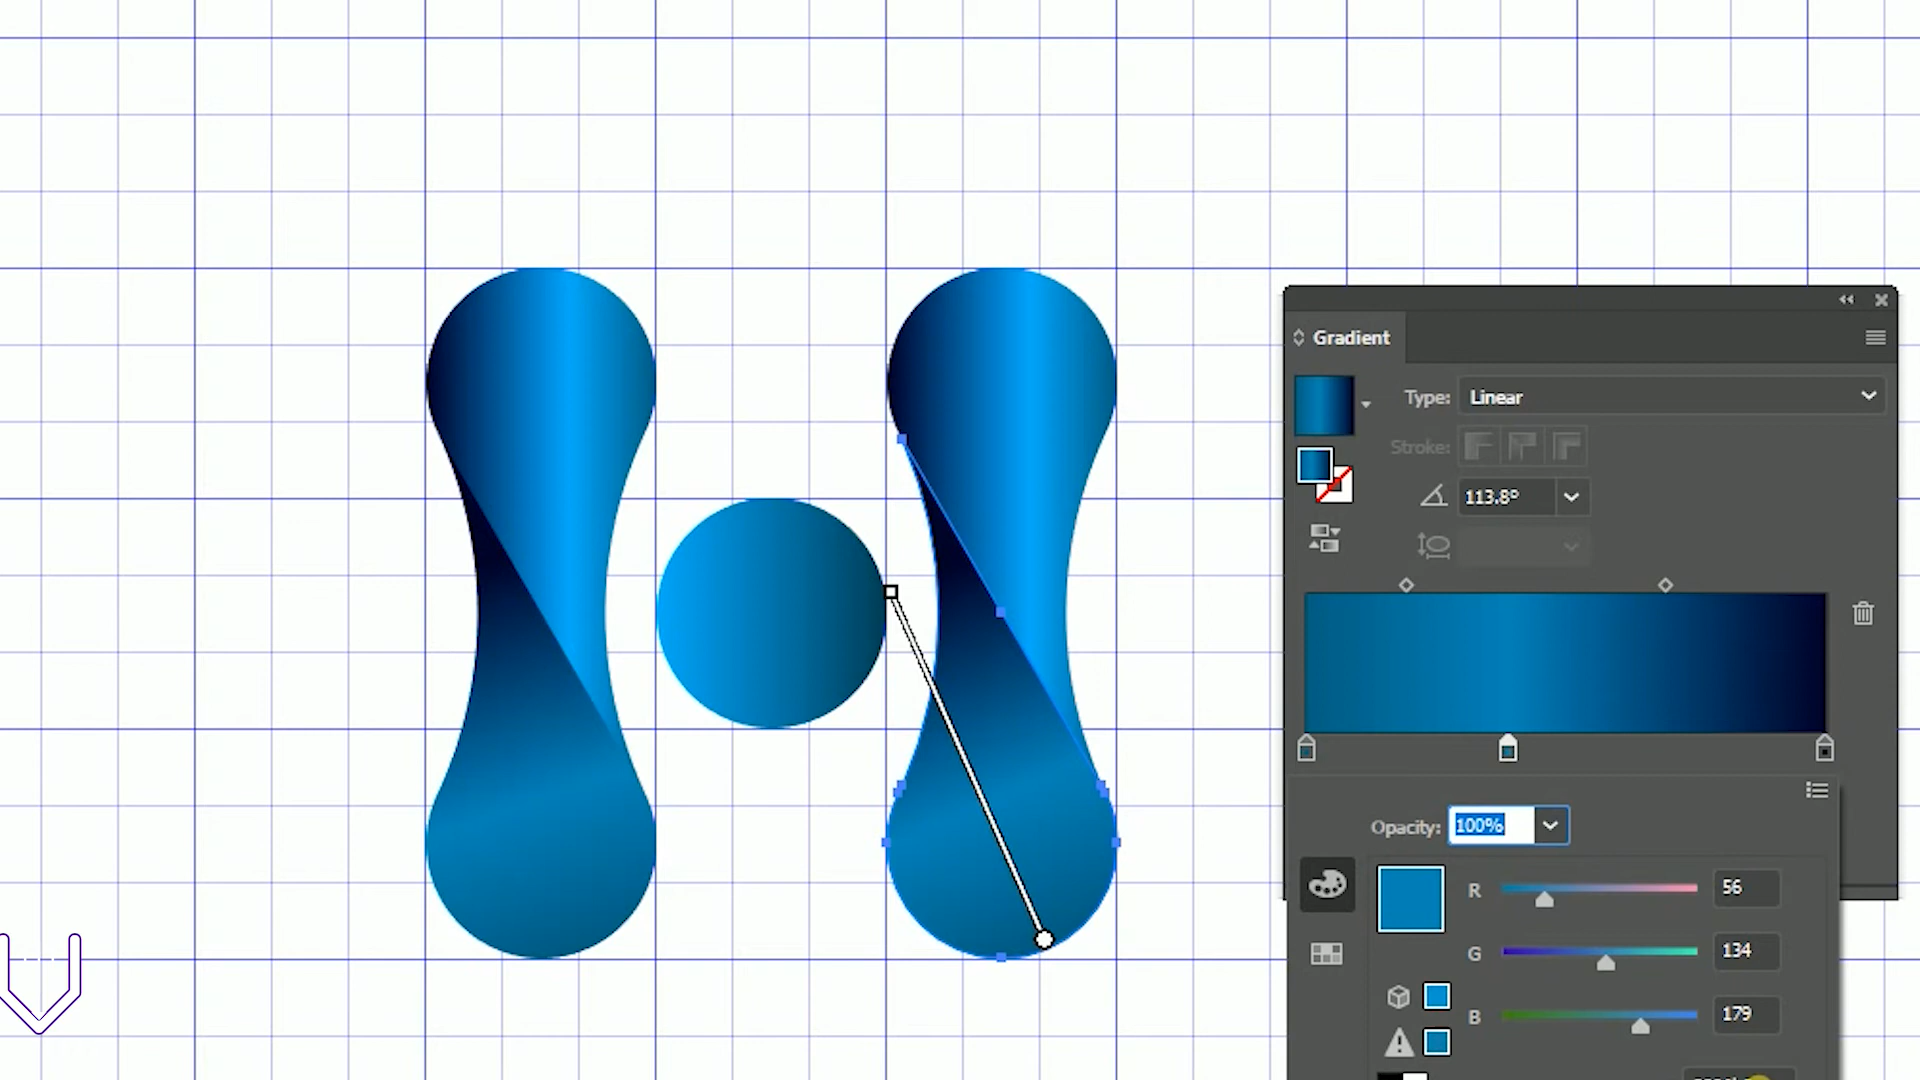 Gradient
Type: Linear
Stroke:
113.8°
Opacity: 100%
R 56
G 134
B 179